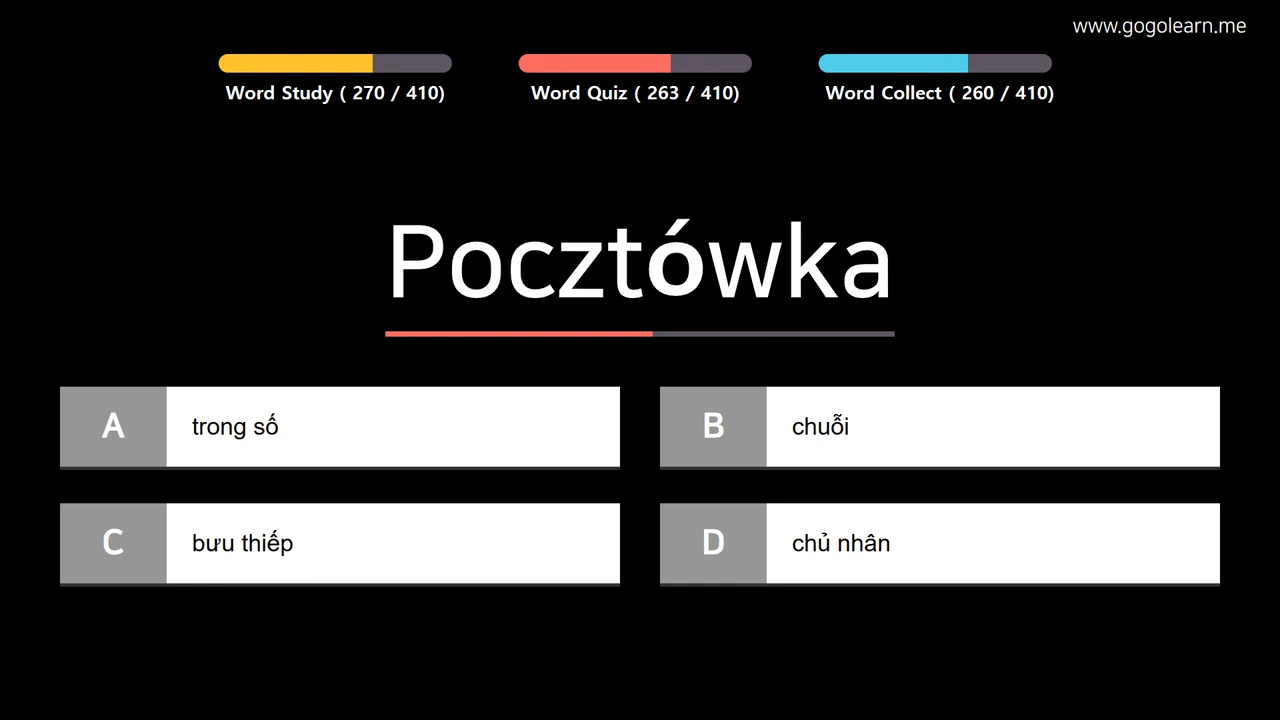 www.gogolearn.me
Word Study ( 270 / 410)
Word Quiz ( 263 / 410)
Word Collect ( 260 / 410)
Pocztówka
A
trong số
B
chuỗi
C
bưu thiếp
D
chủ nhân